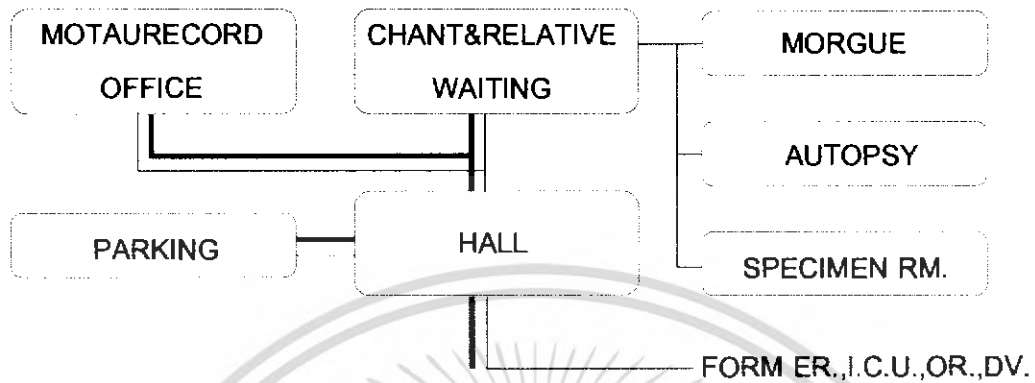 MOTAURECORD
OFFICE
CHANT&RELATIVE
WAITING
MORGUE
AUTOPSY
PARKING
HALL
SPECIMEN RM.
FORM ER.,I.C.U.,OR.,DV.